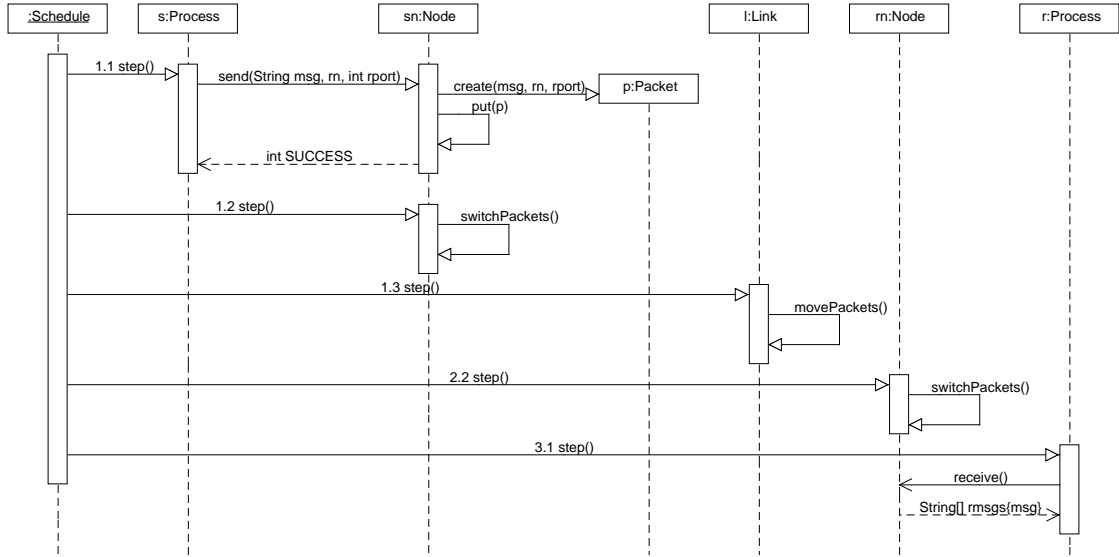 :Schedule
s:Process
sn:Node
l:Link
rn:Node
r:Process
1.1 step()
send(String msg, rn, int rport)
create(msg, rn, rport)
p:Packet
put(p)
int SUCCESS
1.2 step()
switchPackets()
1.3 step()
movePackets()
2.2 step()
switchPackets()
3.1 step()
receive()
String[] rmsgs{msg}